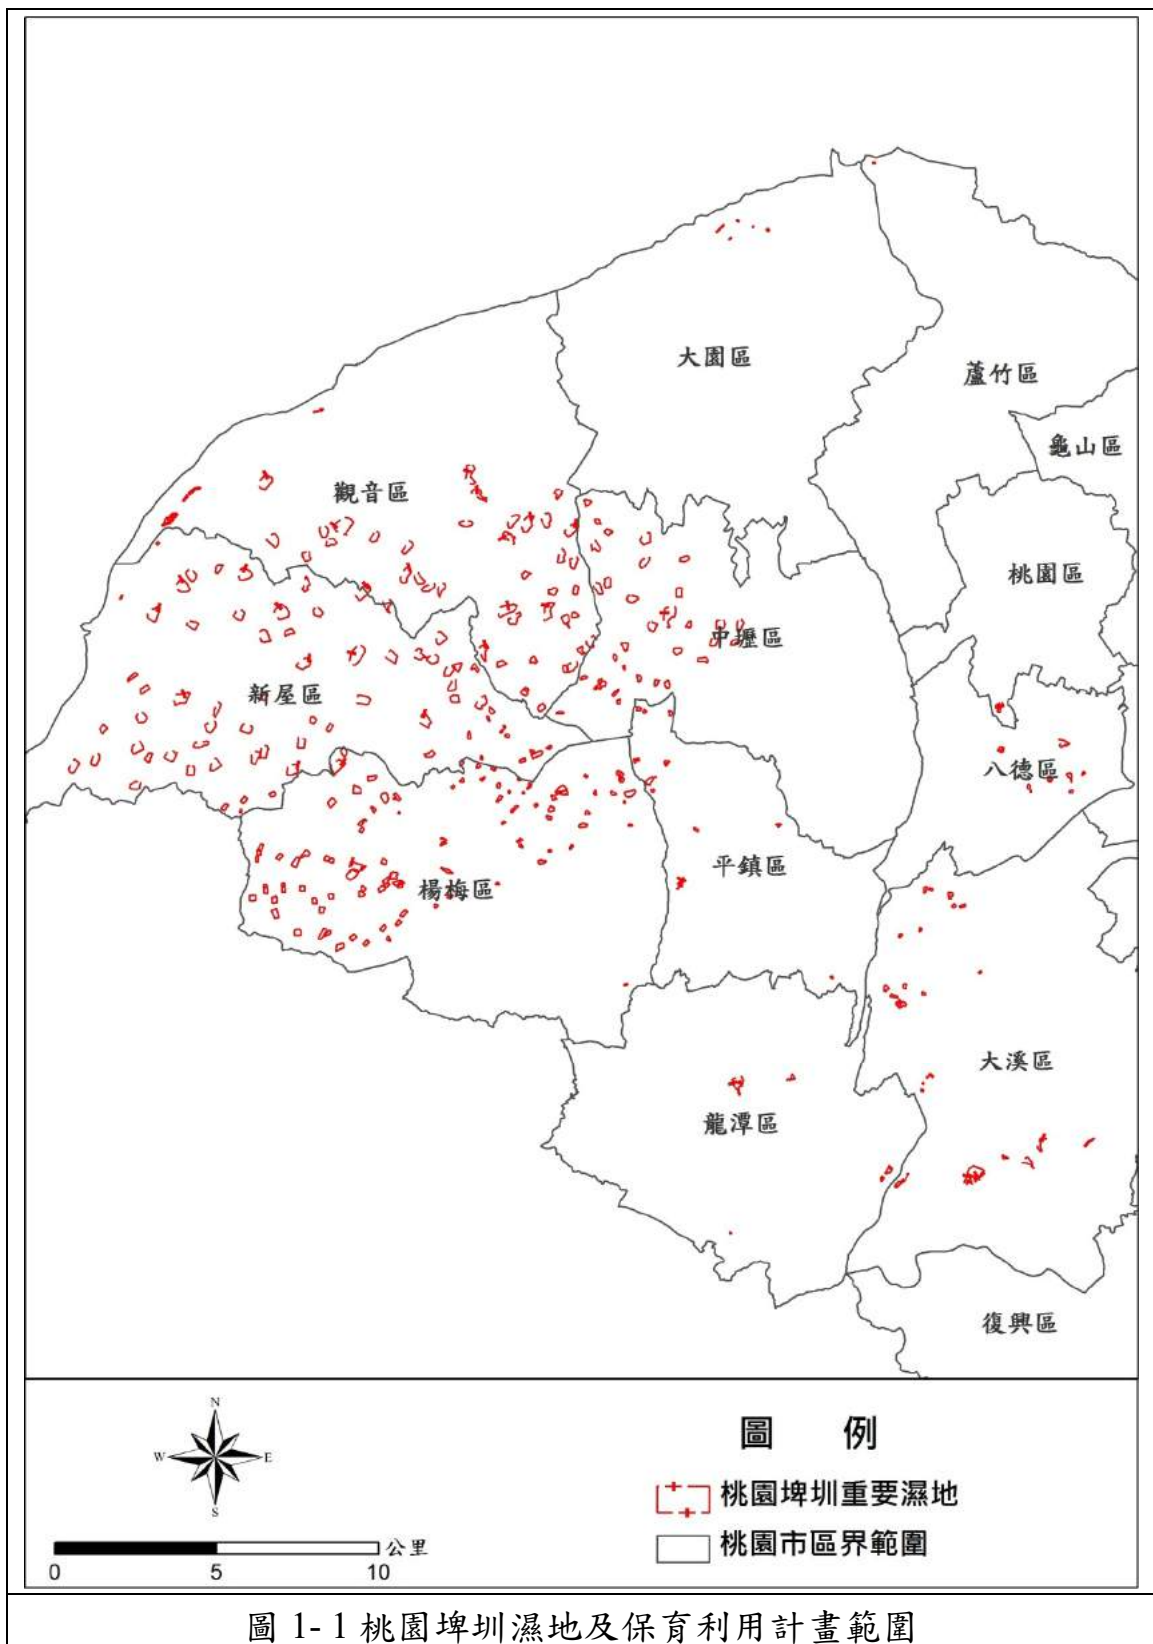 大園區
蘆竹區
龜山區
觀音區
桃園區
中壢區
新屋區
八德區
平鎮區
楊梅區
大溪區
龍潭區
復興區
N
W E
S
公里
0 5 10
圖 例
桃園埤圳重要濕地
桃園市區界範圍
圖 1- 1 桃園埤圳濕地及保育利用計畫範圍